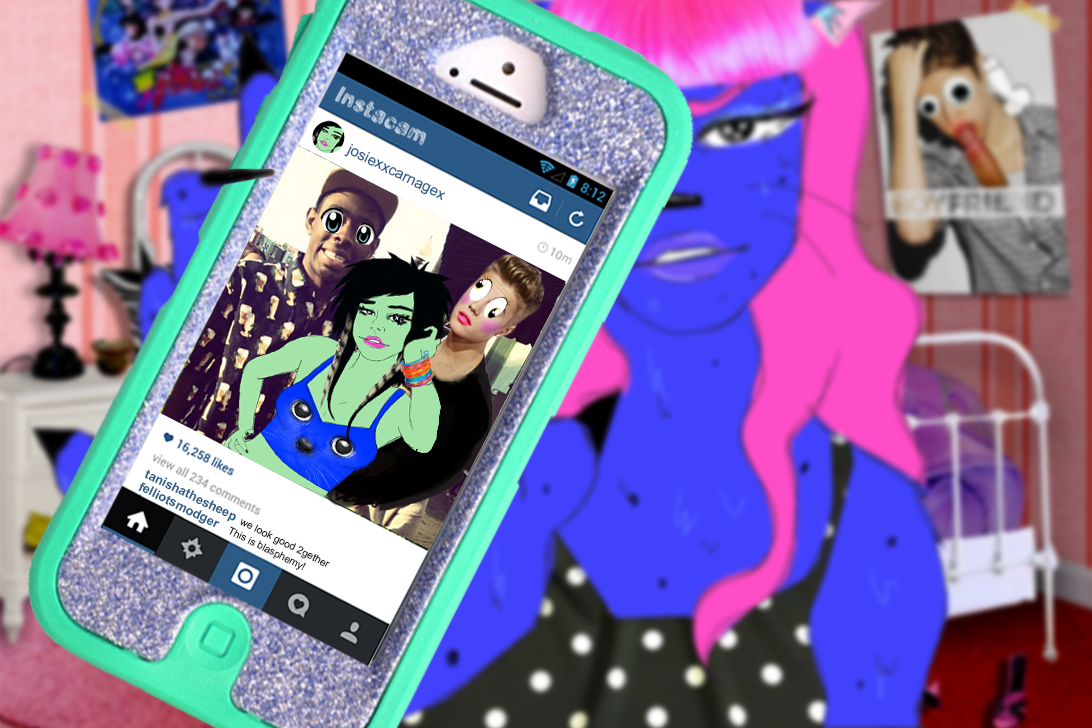 Instacam
8:12
josiexxcarnagex
10m
16,258 likes
view all 234 comments
tanishathesheep we look good 2gether
felliotsmodger This is blasphemy!